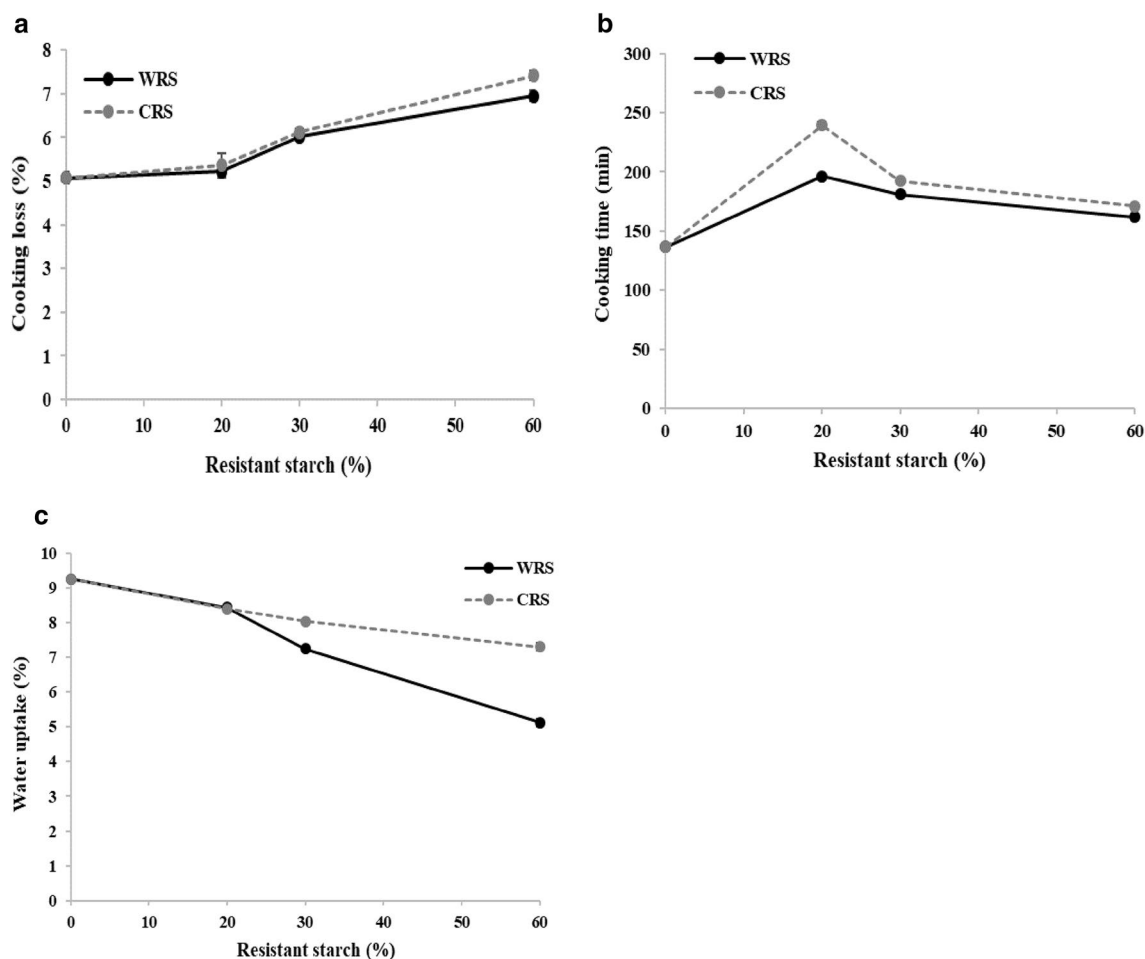 a
8
7
6
5
4
3
2
1
0
Cooking loss (%)
WRS
CRS
0 10 20 30 40 50 60
Resistant starch (%)
b
300
250
200
150
100
50
0
Cooking time (min)
WRS
CRS
0 10 20 30 40 50 60
Resistant starch (%)
c
10
9
8
7
6
5
4
3
2
1
0
Water uptake (%)
WRS
CRS
0 10 20 30 40 50 60
Resistant starch (%)